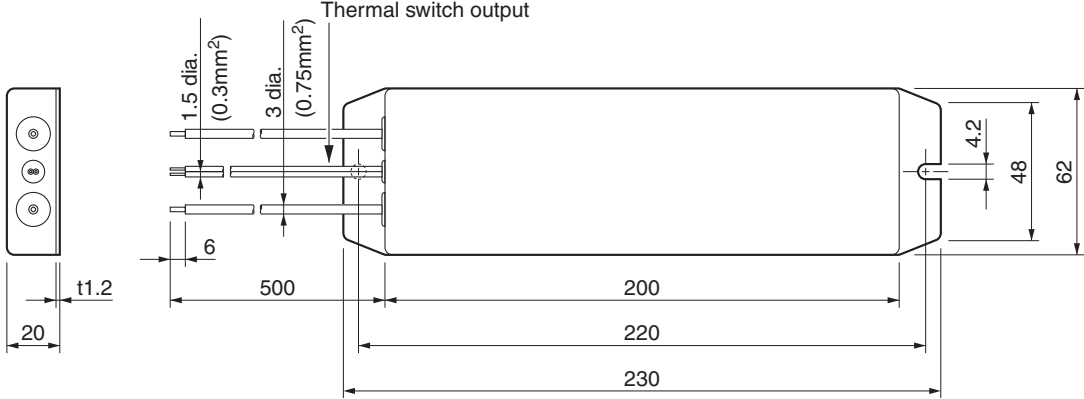 Thermal switch output
1.5 dia.
(0.3mm²)
3 dia.
(0.75mm²)
4.2
48
62
6
t1.2
500
200
20
220
230